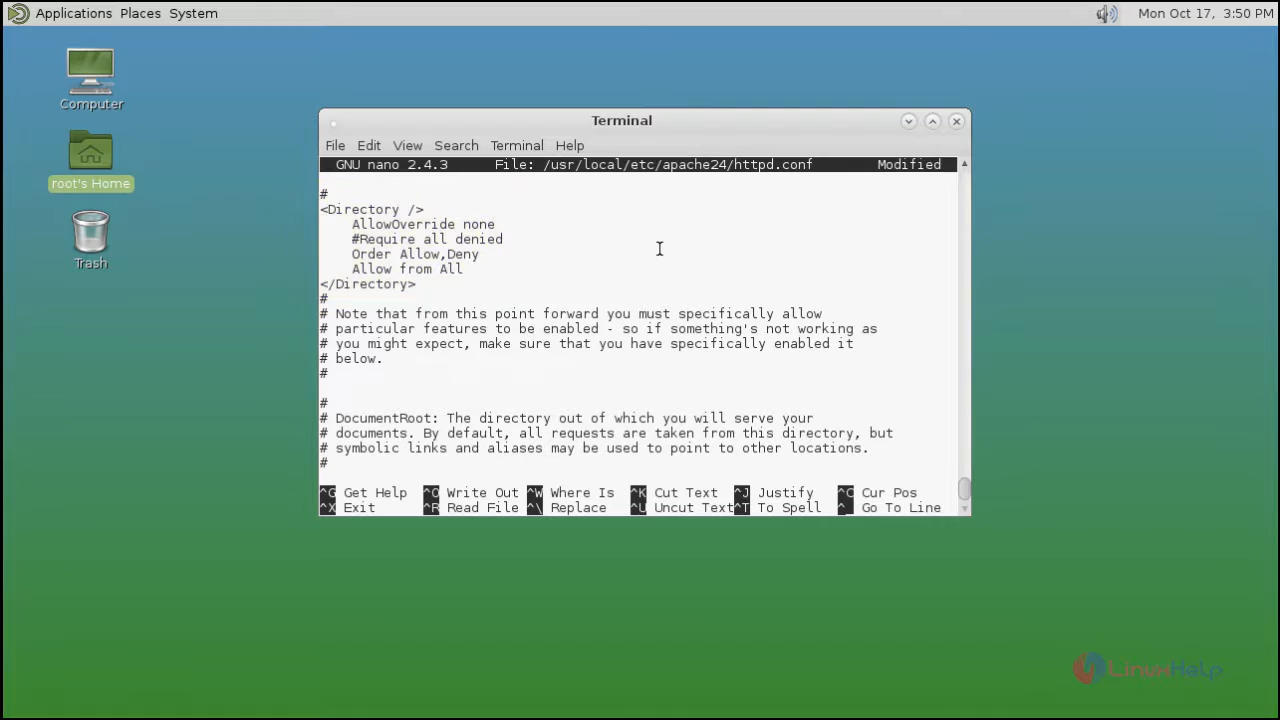 Applications Places System
Mon Oct 17, 3:50 PM
Computer
root's Home
Trash
Terminal
File Edit View Search Terminal Help
GNU nano 2.4.3 File: /usr/local/etc/apache24/httpd.conf Modified
#
<Directory />
    AllowOverride none
    #Require all denied
    Order Allow,Deny
    Allow from All
</Directory>
#
# Note that from this point forward you must specifically allow
# particular features to be enabled - so if something's not working as
# you might expect, make sure that you have specifically enabled it
# below.
#
#
# DocumentRoot: The directory out of which you will serve your
# documents. By default, all requests are taken from this directory, but
# symbolic links and aliases may be used to point to other locations.
#
^G Get Help ^O Write Out ^W Where Is ^K Cut Text ^J Justify ^C Cur Pos
^X Exit ^R Read File ^\ Replace ^U Uncut Text ^T To Spell ^_ Go To Line
LinuxHelp